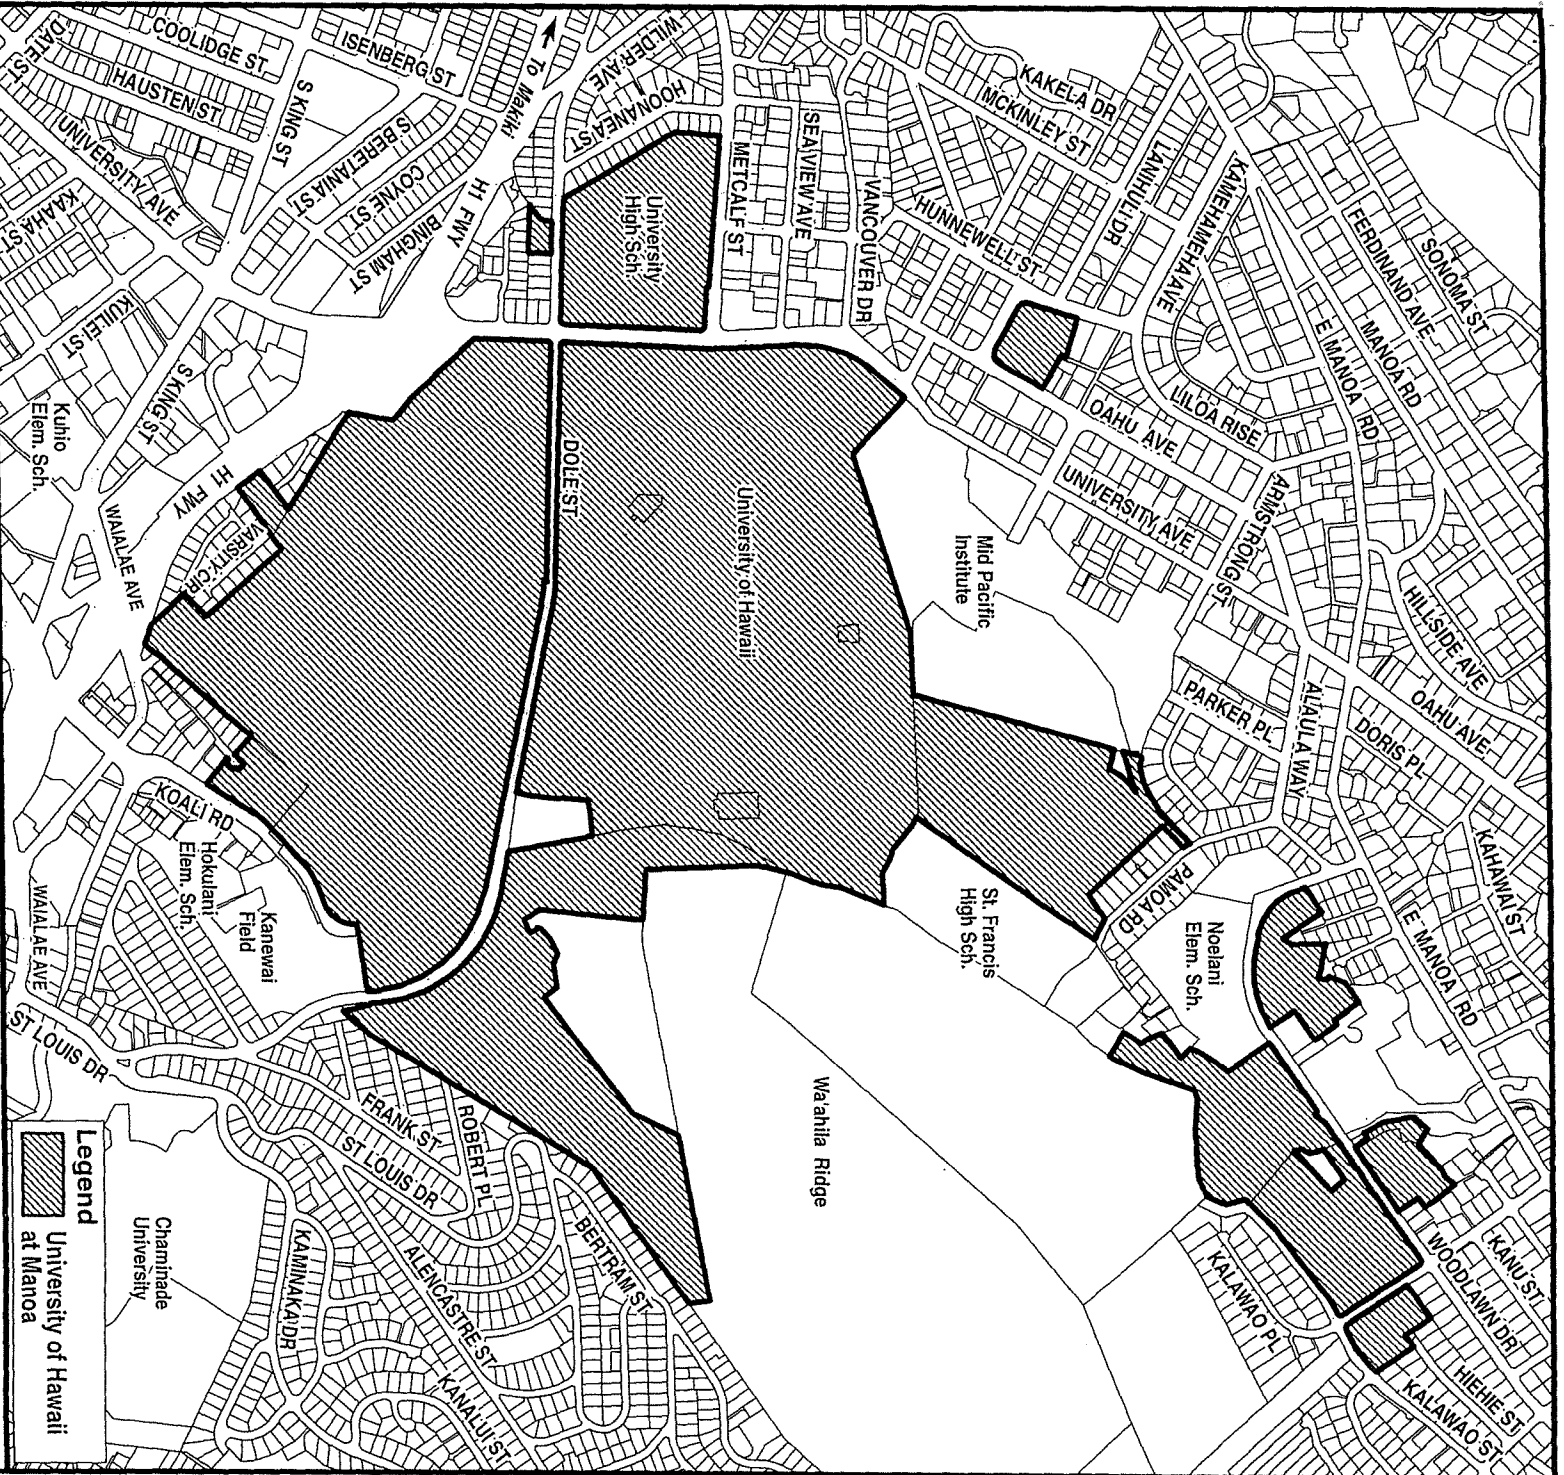 DATE ST
COOLIDGE ST
HAUSTEN ST
ISENBERG ST
S KING ST
UNIVERSITY AVE
KAAHA ST
S BERETANIA ST
COYNE ST
BINGHAM ST
KUILEI ST
To Makiki
H1 FWY
WILDER AVE
HOONANEA ST
University
High Sch.
METCALF ST
SEAVIEW AVE
VANCOUVER DR
KAKELA DR
MCKINLEY ST
LANIHULI DR
HUNNEWELL ST
KAMEHAMEHA AVE
FERDINAND AVE
SONOMA ST
MANOA RD
E MANOA RD
LILOA RISE
OAHU AVE
UNIVERSITY AVE
ARMSTRONG ST
HILLSIDE AVE
OAHU AVE
DORIS PL
ALAULA WAY
PARKER PL
KAHAWAI ST
E MANOA RD
PAMOA RD
Kuhio
Elem. Sch.
S KING ST
H1 FWY
WAIALAE AVE
VARSITY CIR
DOLE ST
University of Hawaii
Mid Pacific
Institute
KOALI RD
Hokulani
Elem. Sch.
Kanewai
Field
WAIALAE AVE
ST LOUIS DR
St. Francis
High Sch.
Noelani
Elem. Sch.
Wa'ahila Ridge
FRANK ST
ROBERT PL
ST LOUIS DR
BERTRAM ST
ALENCASTRE ST
KAMINAKA DR
KANALUI ST
Chaminade
University
KALAWAO PL
WOODLAWN DR
KANU ST
HIEHIE ST
KALAWAO ST
Legend
University of Hawaii
at Manoa